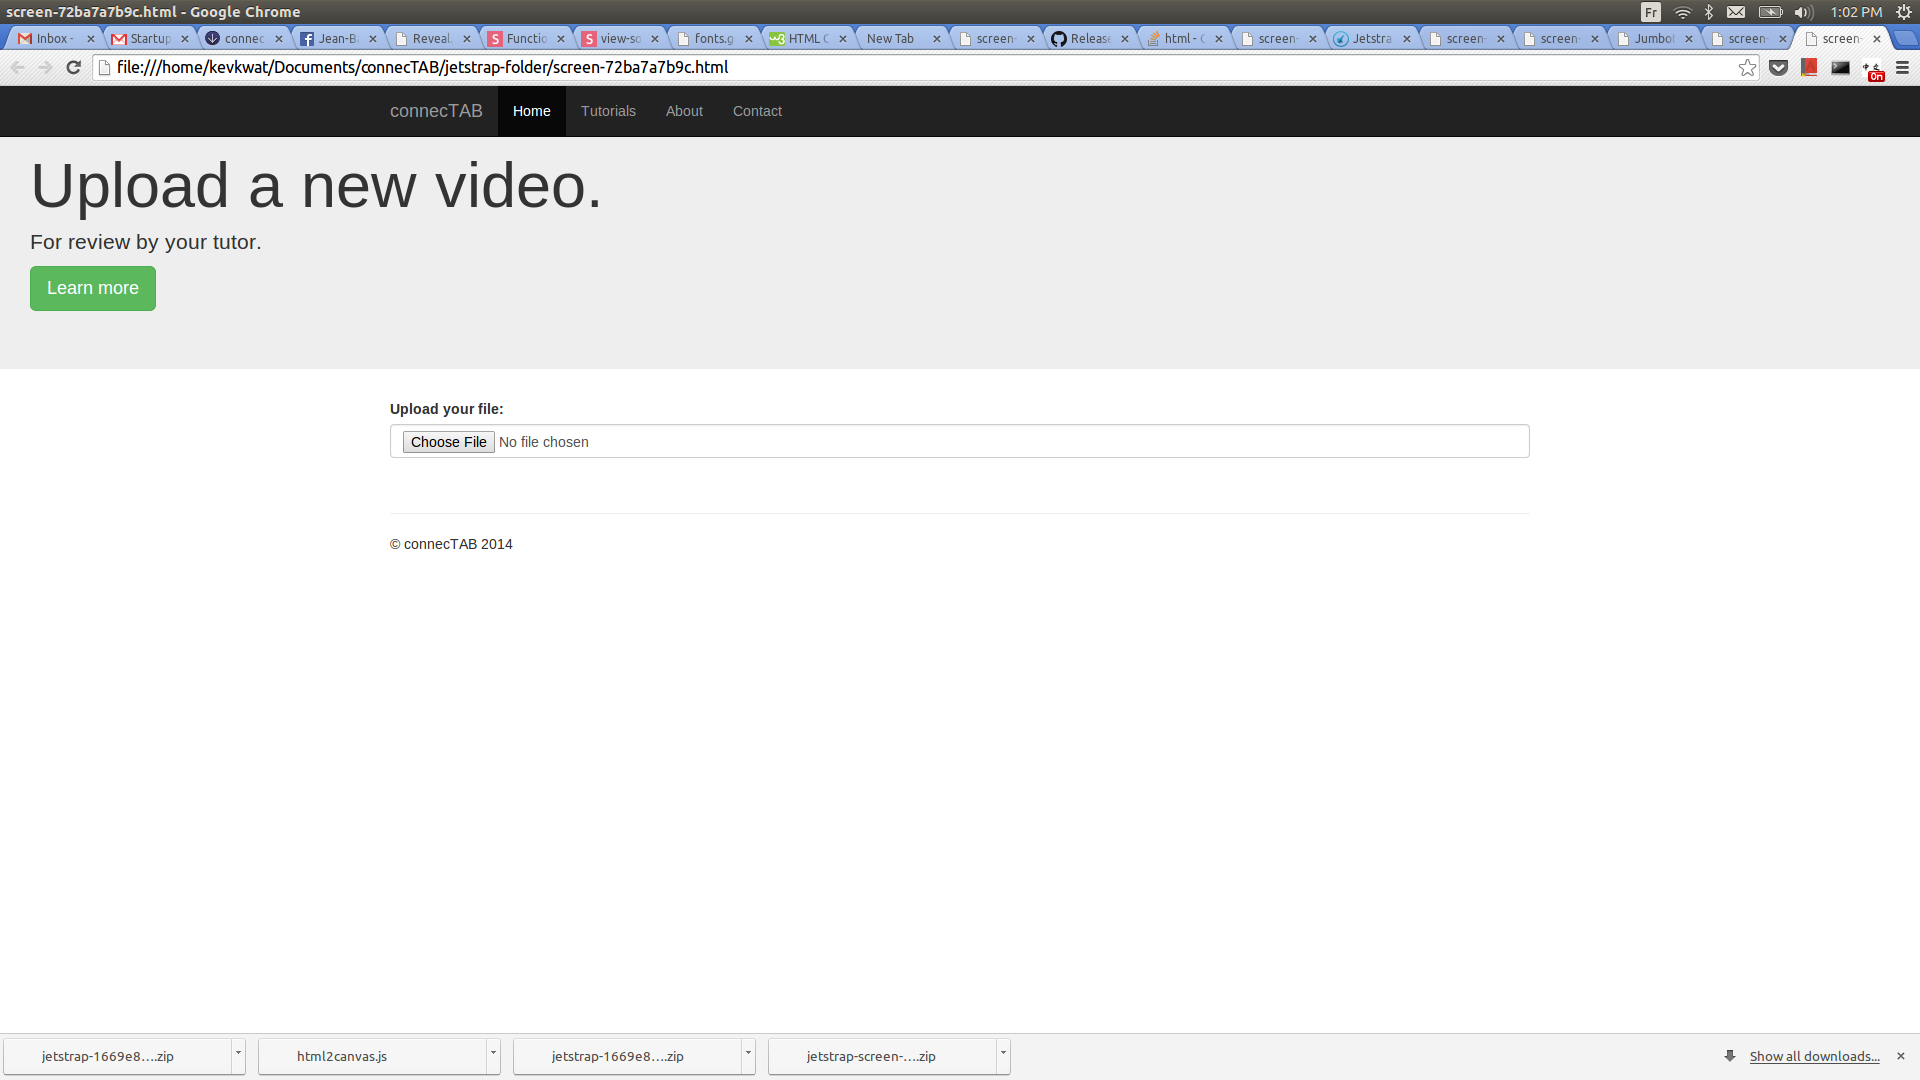 screen-72ba7a7b9c.html - Google Chrome
Fr
1:02 PM
Inbox -
Startup
connec
Jean-Ba
Reveal.
Functio
view-so
fonts.g
HTML C
New Tab
screen-
Release
html - C
screen-
Jetstra
screen-
screen-
Jumbol
screen-
screen-
file:///home/kevkwat/Documents/connecTAB/jetstrap-folder/screen-72ba7a7b9c.html
On
connecTAB Home Tutorials About Contact
Upload a new video.
For review by your tutor.
Learn more
Upload your file:
Choose File No file chosen
© connecTAB 2014
jetstrap-1669e8....zip
html2canvas.js
jetstrap-1669e8....zip
jetstrap-screen-....zip
Show all downloads...